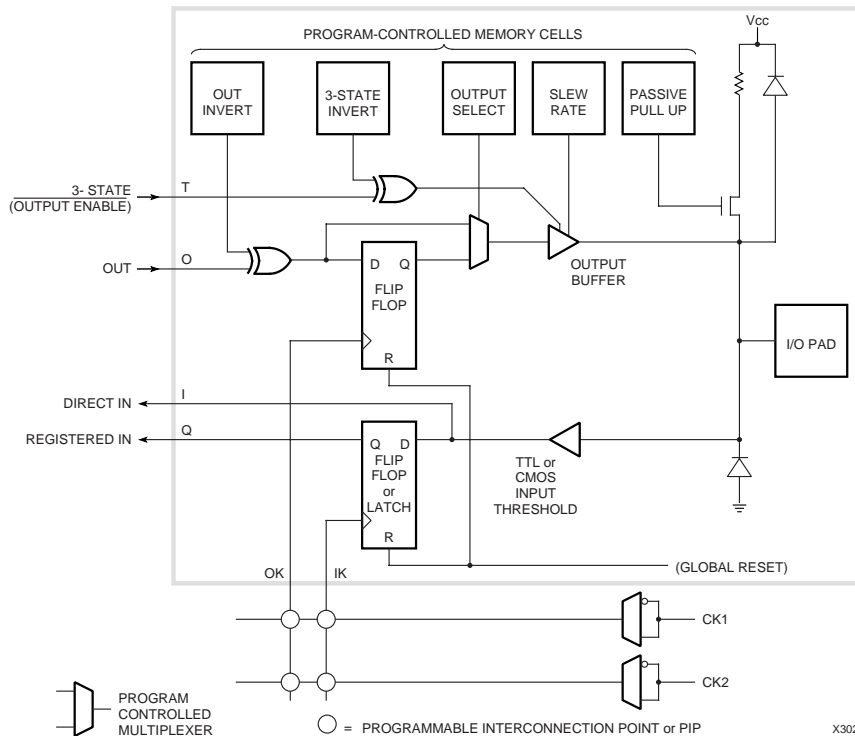 Vcc
PROGRAM-CONTROLLED MEMORY CELLS
OUT
INVERT
3-STATE
INVERT
OUTPUT
SELECT
SLEW
RATE
PASSIVE
PULL UP
3- STATE
(OUTPUT ENABLE)
T
OUT
O
D Q
FLIP
FLOP
R
OUTPUT
BUFFER
I/O PAD
DIRECT IN
I
REGISTERED IN
Q
Q D
FLIP
FLOP
or
LATCH
R
TTL or
CMOS
INPUT
THRESHOLD
OK
IK
(GLOBAL RESET)
CK1
CK2
PROGRAM
CONTROLLED
MULTIPLEXER
= PROGRAMMABLE INTERCONNECTION POINT or PIP
X302